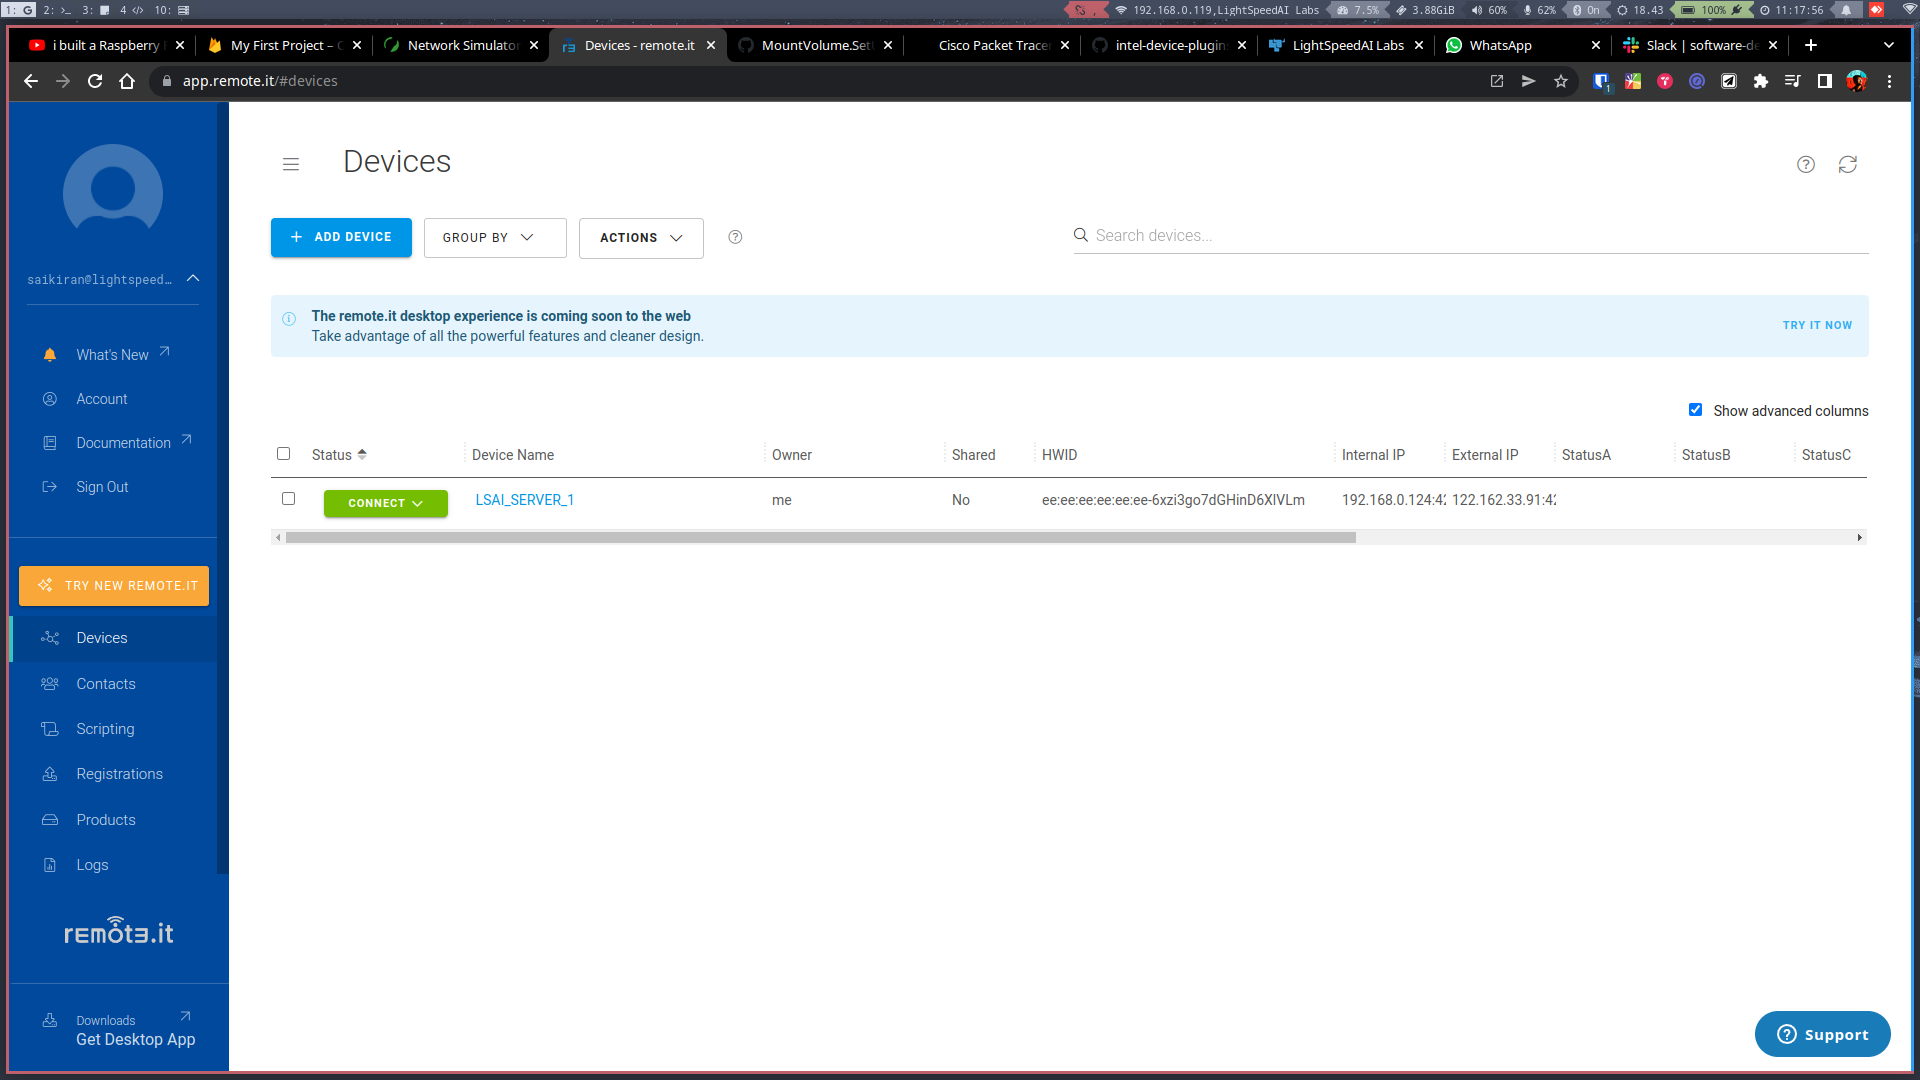 1: G 2: >_ 3: 4 </> 10: 192.168.0.119,LightSpeedAI Labs 7.5% 3.88GiB 60% 62% On 18.43 100% 11:17:56
i built a Raspberry My First Project – Network Simulator Devices - remote.it MountVolume.Set Cisco Packet Tracer intel-device-plugin LightSpeedAI Labs WhatsApp Slack | software-de
app.remote.it/#devices
1
Devices
ADD DEVICE GROUP BY ACTIONS Search devices...
saikiran@lightspeed…
The remote.it desktop experience is coming soon to the web
Take advantage of all the powerful features and cleaner design.
TRY IT NOW
What's New
Account
Documentation
Sign Out
Show advanced columns
Status Device Name Owner Shared HWID Internal IP External IP StatusA StatusB StatusC
CONNECT LSAI_SERVER_1 me No ee:ee:ee:ee:ee:ee-6xzi3go7dGHinD6XlVLm 192.168.0.124:42 122.162.33.91:42
TRY NEW REMOTE.IT
Devices
Contacts
Scripting
Registrations
Products
Logs
remote.it
Downloads
Get Desktop App
Support